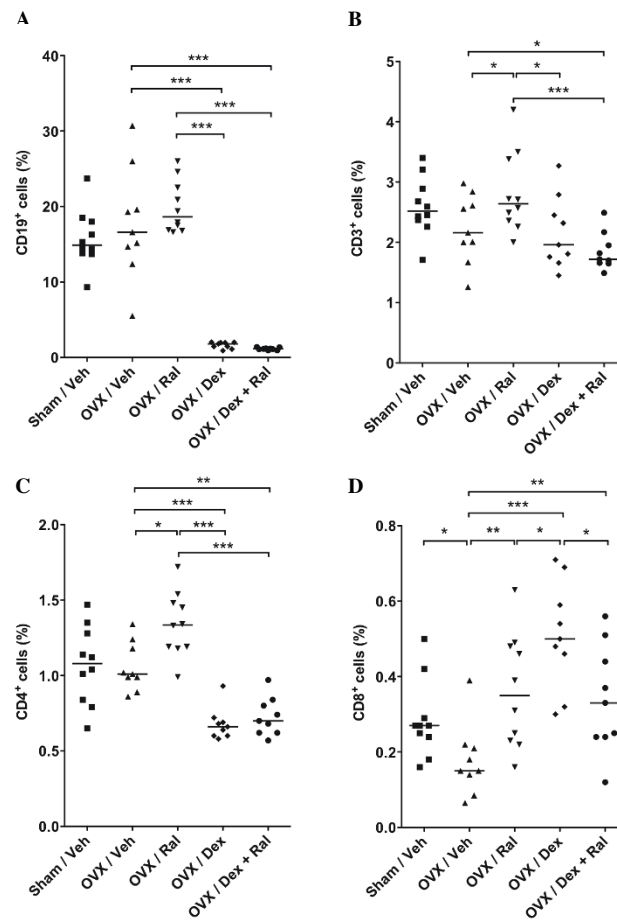 A
CD19⁺ cells (%)
40
30
20
10
0
***
***
***
***
Sham / Veh
OVX / Veh
OVX / Ral
OVX / Dex
OVX / Dex + Ral
B
CD3⁺ cells (%)
5
4
3
2
1
0
*
*
*
***
Sham / Veh
OVX / Veh
OVX / Ral
OVX / Dex
OVX / Dex + Ral
C
CD4⁺ cells (%)
2.0
1.5
1.0
0.5
0.0
**
***
*
***
***
Sham / Veh
OVX / Veh
OVX / Ral
OVX / Dex
OVX / Dex + Ral
D
CD8⁺ cells (%)
0.8
0.6
0.4
0.2
0.0
**
***
*
**
*
*
Sham / Veh
OVX / Veh
OVX / Ral
OVX / Dex
OVX / Dex + Ral